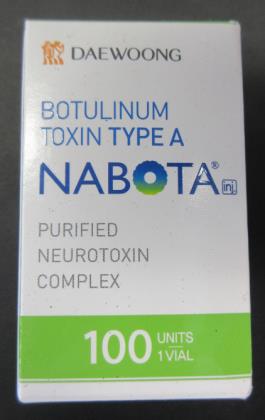 DAEWOONG
BOTULINUM
TOXIN TYPE A
NABOTA® inj.
PURIFIED
NEUROTOXIN
COMPLEX
100 UNITS
1 VIAL